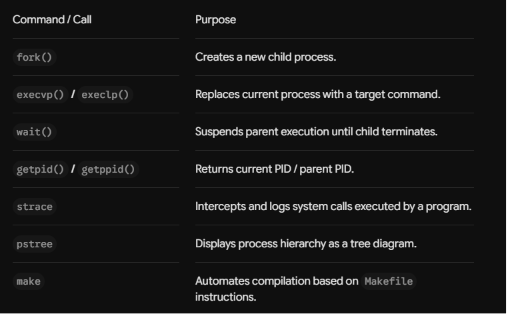 Command / Call Purpose
fork() Creates a new child process.
execvp() / execlp() Replaces current process with a target command.
wait() Suspends parent execution until child terminates.
getpid() / getppid() Returns current PID / parent PID.
strace Intercepts and logs system calls executed by a program.
pstree Displays process hierarchy as a tree diagram.
make Automates compilation based on Makefile
instructions.